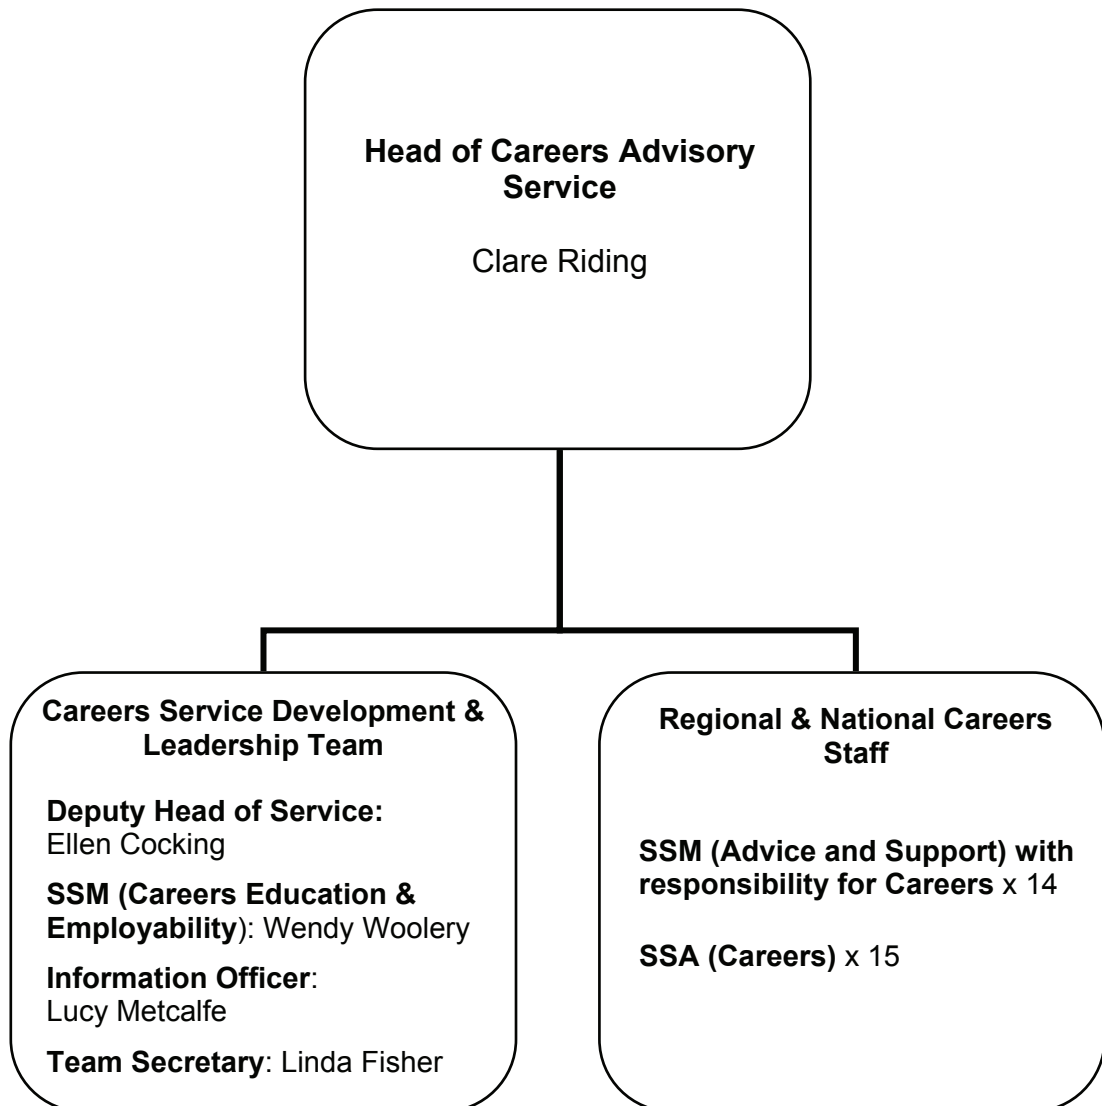 Head of Careers Advisory
Service
Clare Riding
Careers Service Development &
Leadership Team
Deputy Head of Service:
Ellen Cocking
SSM (Careers Education &
Employability): Wendy Woolery
Information Officer:
Lucy Metcalfe
Team Secretary: Linda Fisher
Regional & National Careers
Staff
SSM (Advice and Support) with
responsibility for Careers x 14
SSA (Careers) x 15